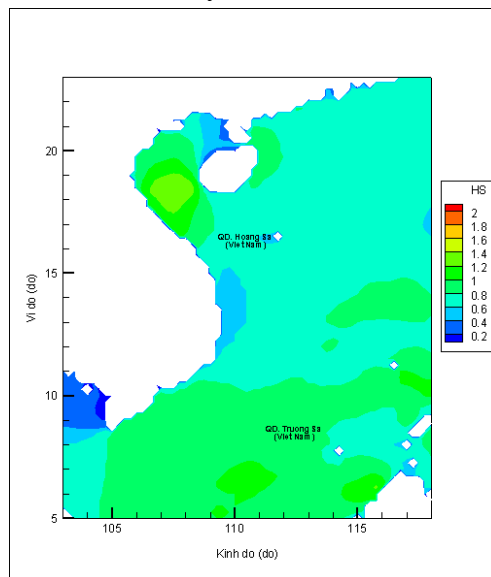 20
15
10
5
Vi do (do)
105
110
115
Kinh do (do)
QD. Hoang Sa
(Viet Nam)
QD. Truong Sa
(Viet Nam)
HS
2
1.8
1.6
1.4
1.2
1
0.8
0.6
0.4
0.2